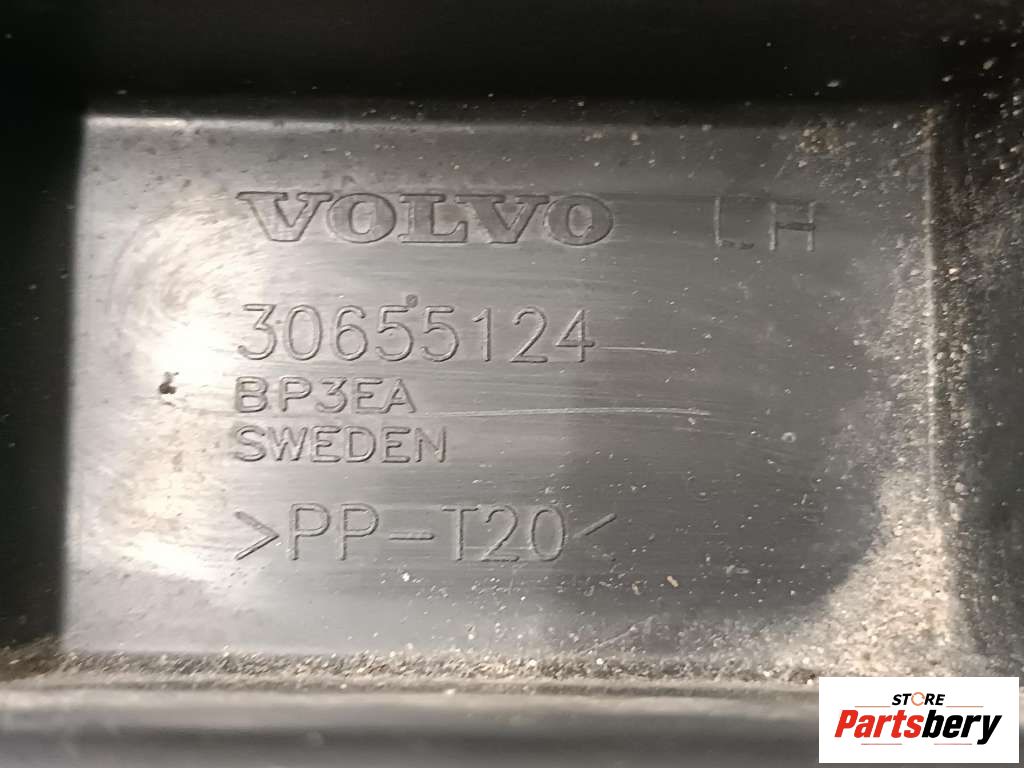 VOLVO LH
30655124
BP3EA
SWEDEN
>PP-T20<
STORE
Partsbery